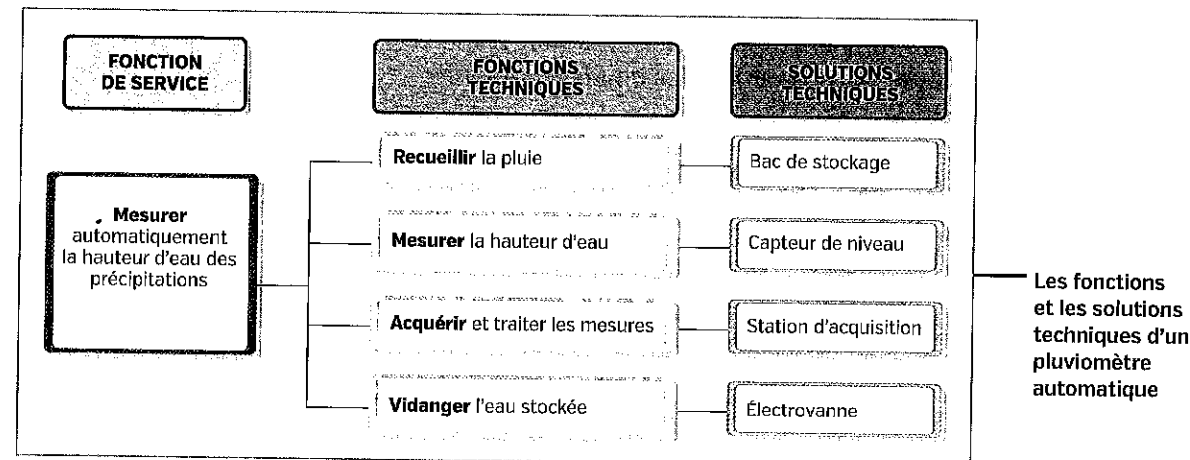 FONCTION
DE SERVICE
FONCTIONS
TECHNIQUES
SOLUTIONS
TECHNIQUES
Mesurer
automatiquement
la hauteur d'eau des
précipitations
Recueillir la pluie
Bac de stockage
Mesurer la hauteur d'eau
Capteur de niveau
Acquérir et traiter les mesures
Station d'acquisition
Vidanger l'eau stockée
Électrovanne
Les fonctions
et les solutions
techniques d'un
pluviomètre
automatique